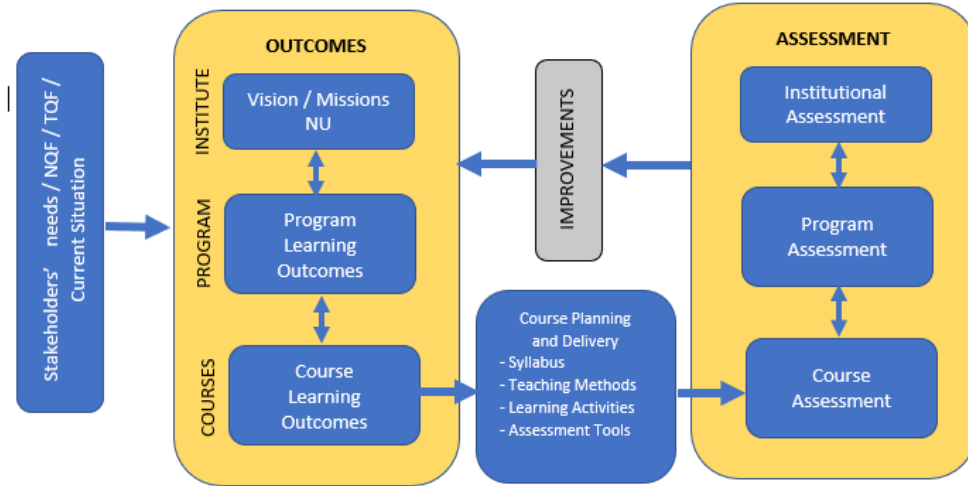 Stakeholders' needs / NQF / TQF /
Current Situation
OUTCOMES
INSTITUTE
Vision / Missions
NU
PROGRAM
Program
Learning
Outcomes
COURSES
Course
Learning
Outcomes
IMPROVEMENTS
Course Planning
and Delivery
- Syllabus
- Teaching Methods
- Learning Activities
- Assessment Tools
ASSESSMENT
Institutional
Assessment
Program
Assessment
Course
Assessment